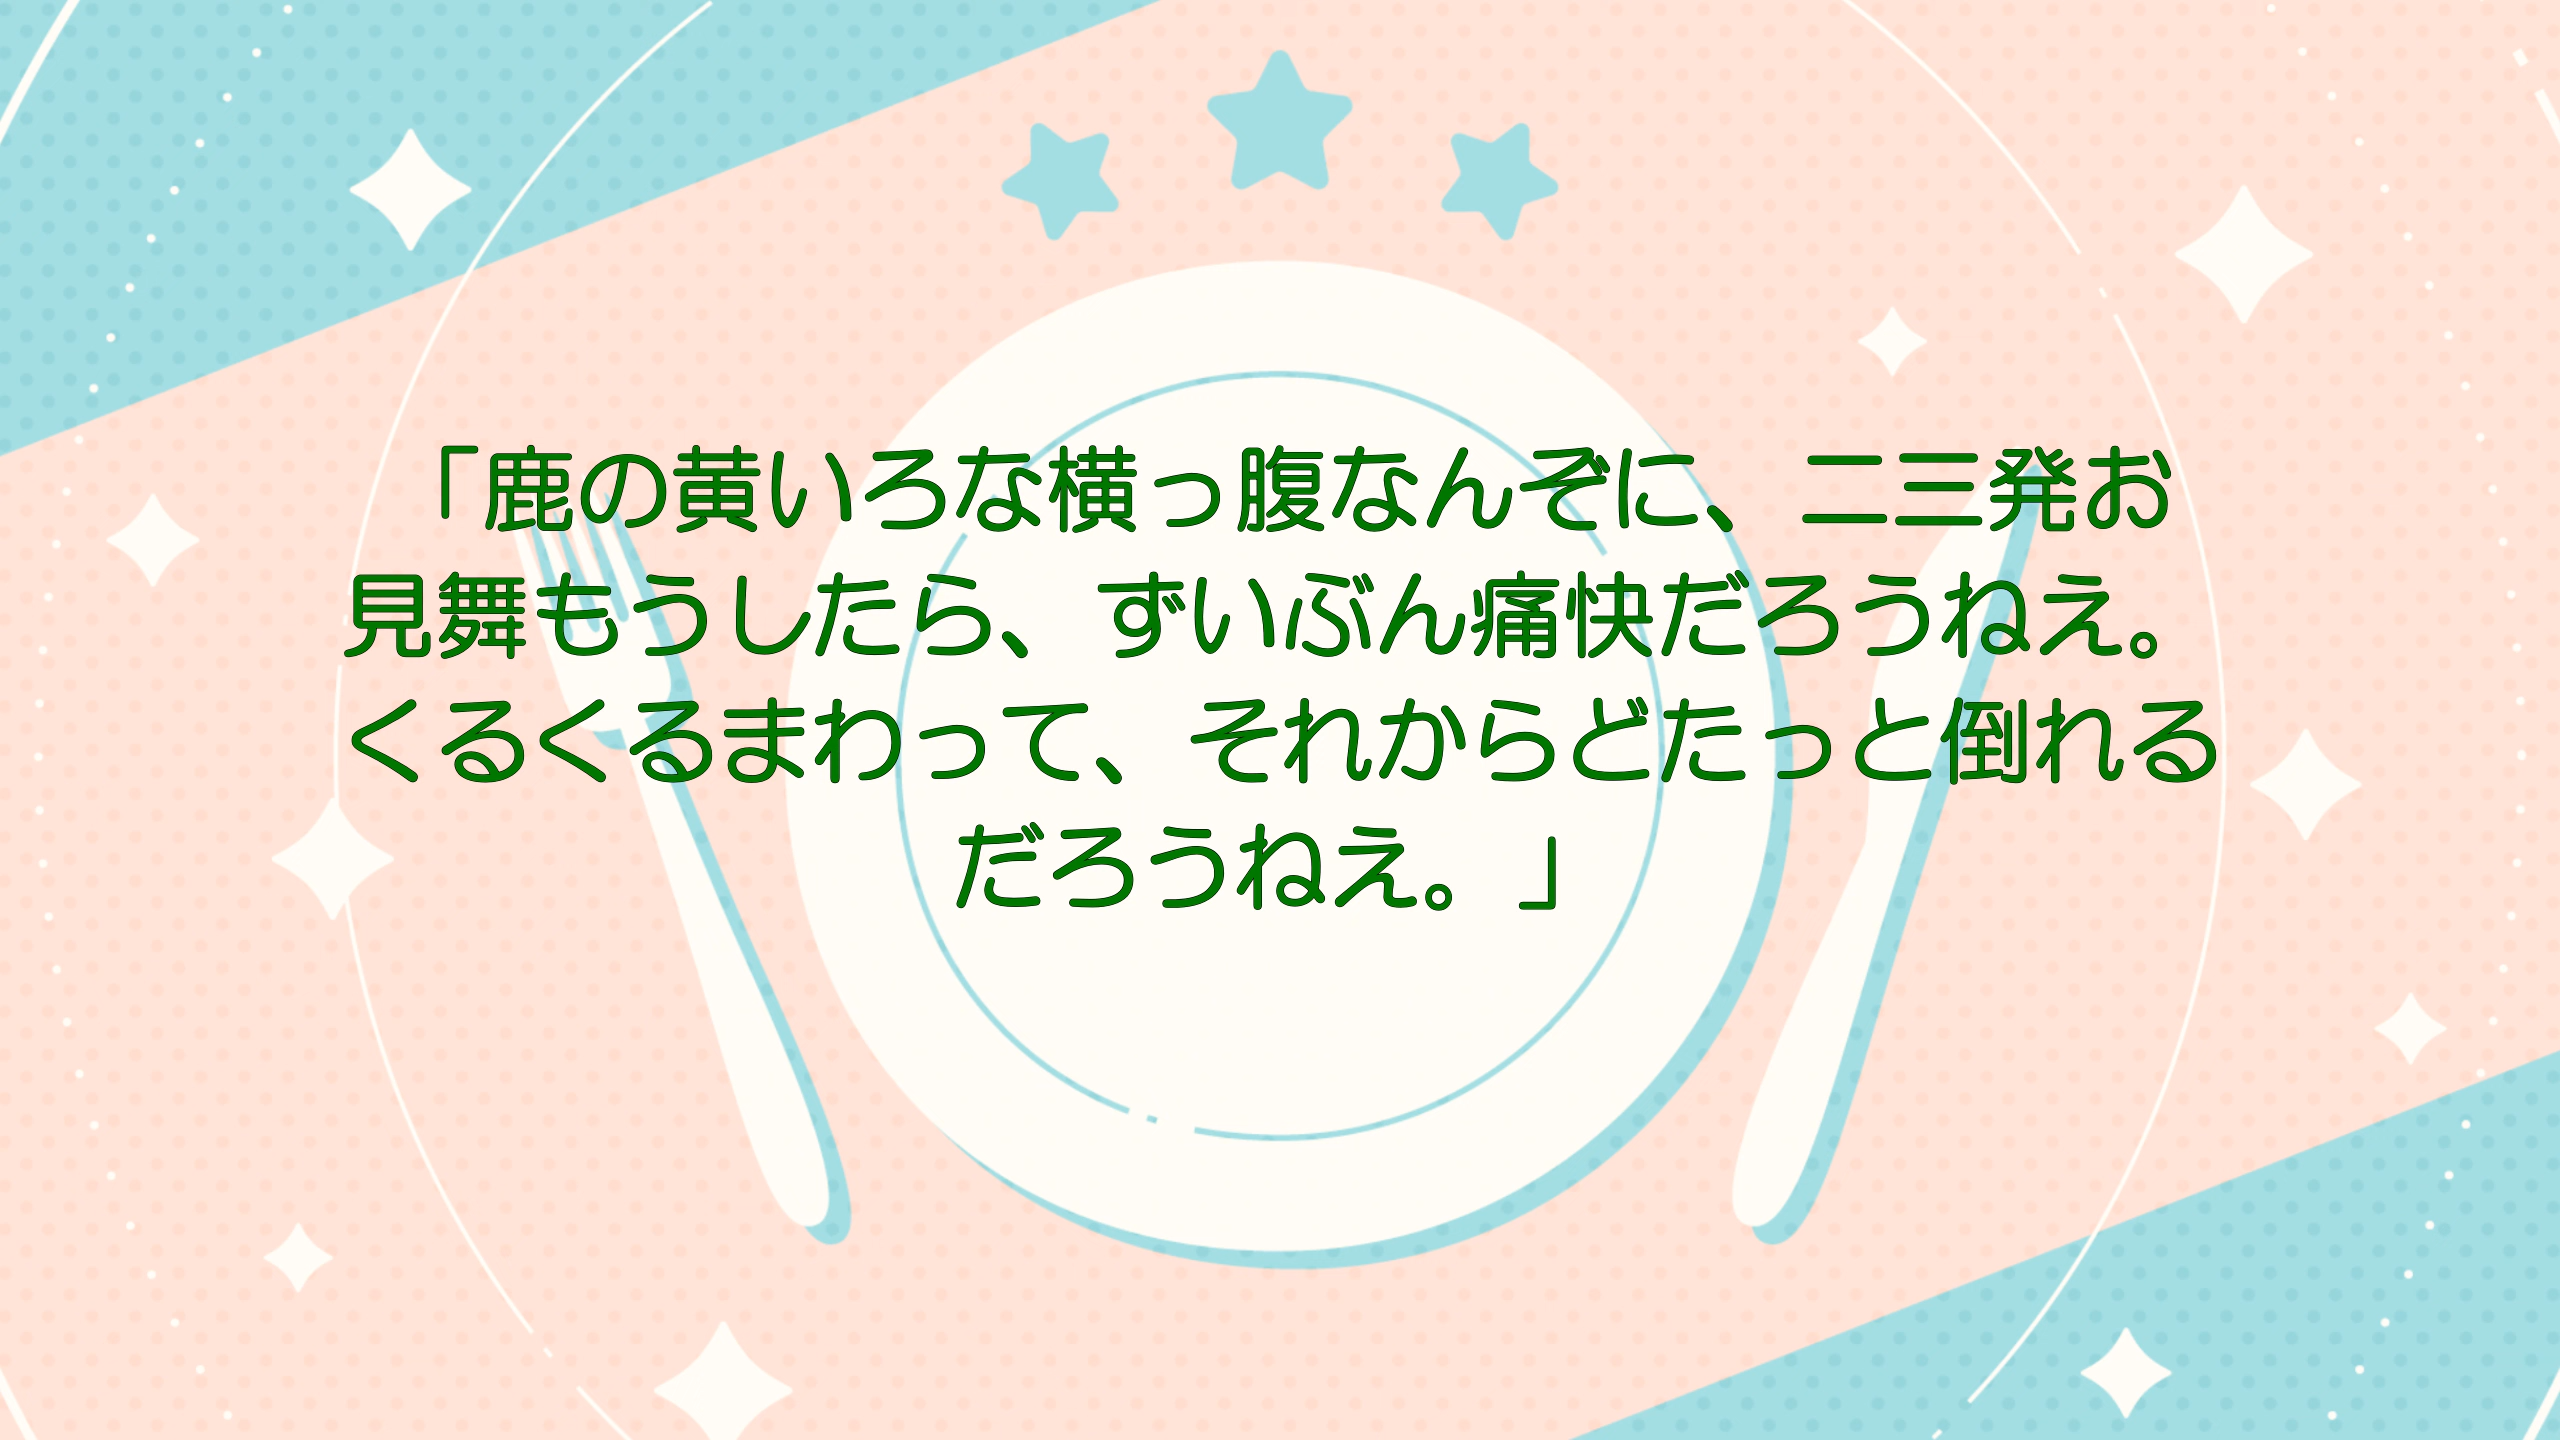 「鹿の黄いろな横っ腹なんぞに、二三発お
見舞もうしたら、ずいぶん痛快だろうねえ。
くるくるまわって、それからどたっと倒れる
だろうねえ。」